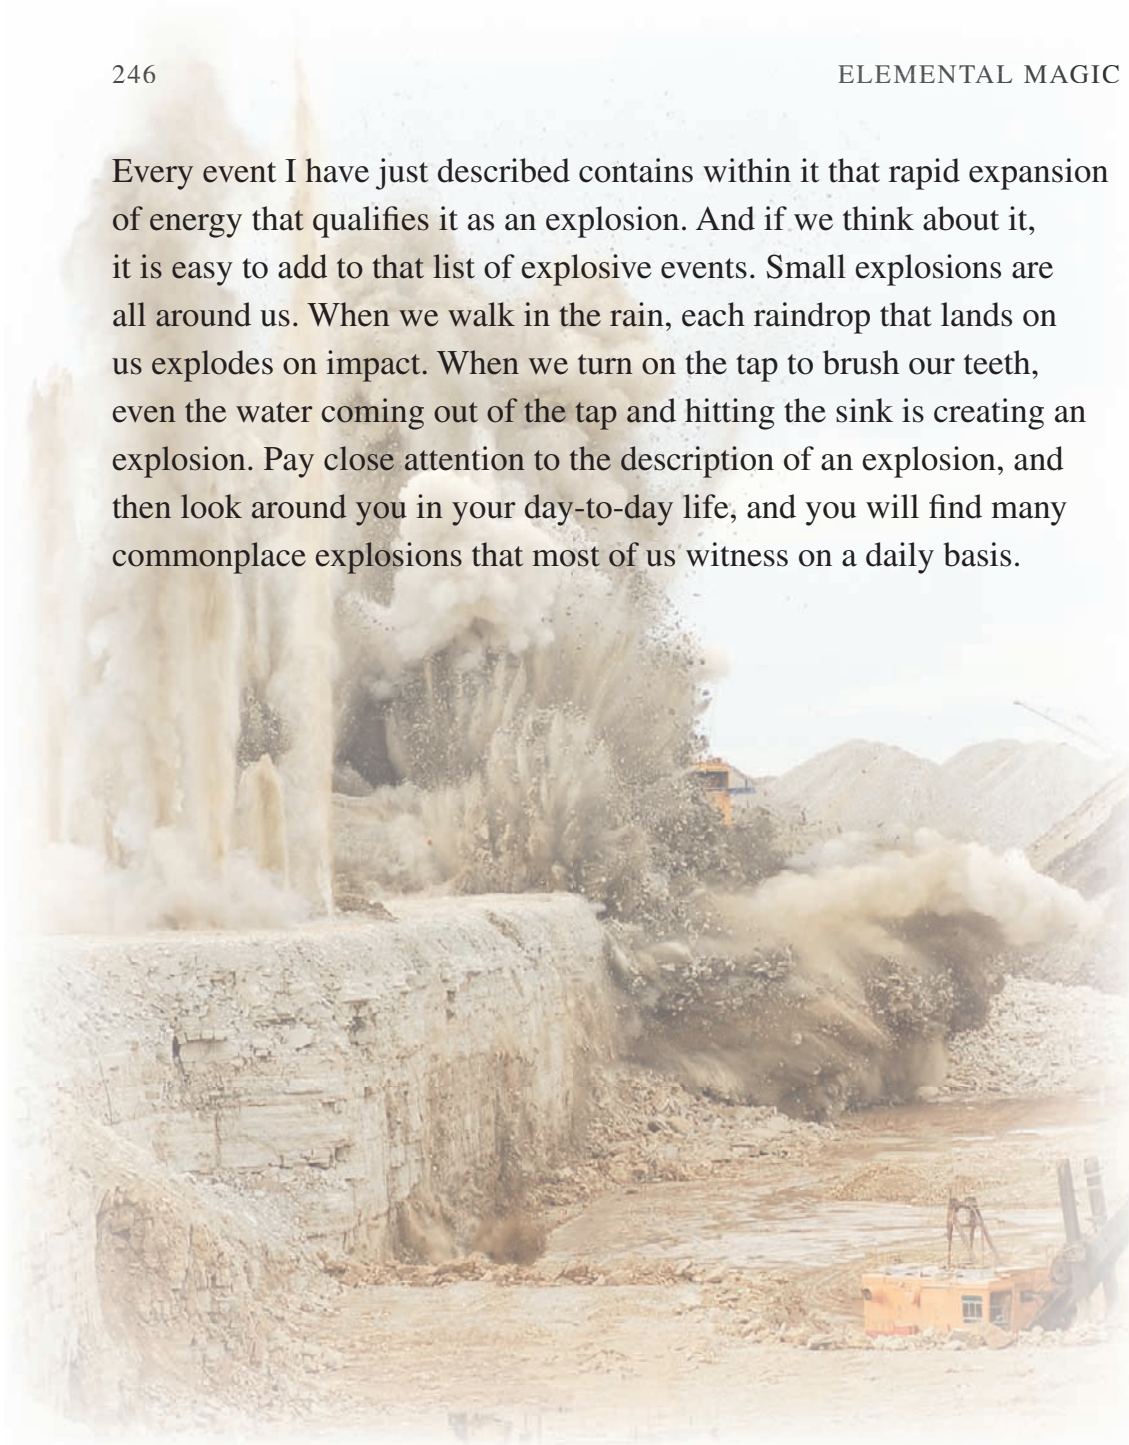 246 ELEMENTAL MAGIC
Every event I have just described contains within it that rapid expansion
of energy that qualifies it as an explosion. And if we think about it,
it is easy to add to that list of explosive events. Small explosions are
all around us. When we walk in the rain, each raindrop that lands on
us explodes on impact. When we turn on the tap to brush our teeth,
even the water coming out of the tap and hitting the sink is creating an
explosion. Pay close attention to the description of an explosion, and
then look around you in your day-to-day life, and you will find many
commonplace explosions that most of us witness on a daily basis.